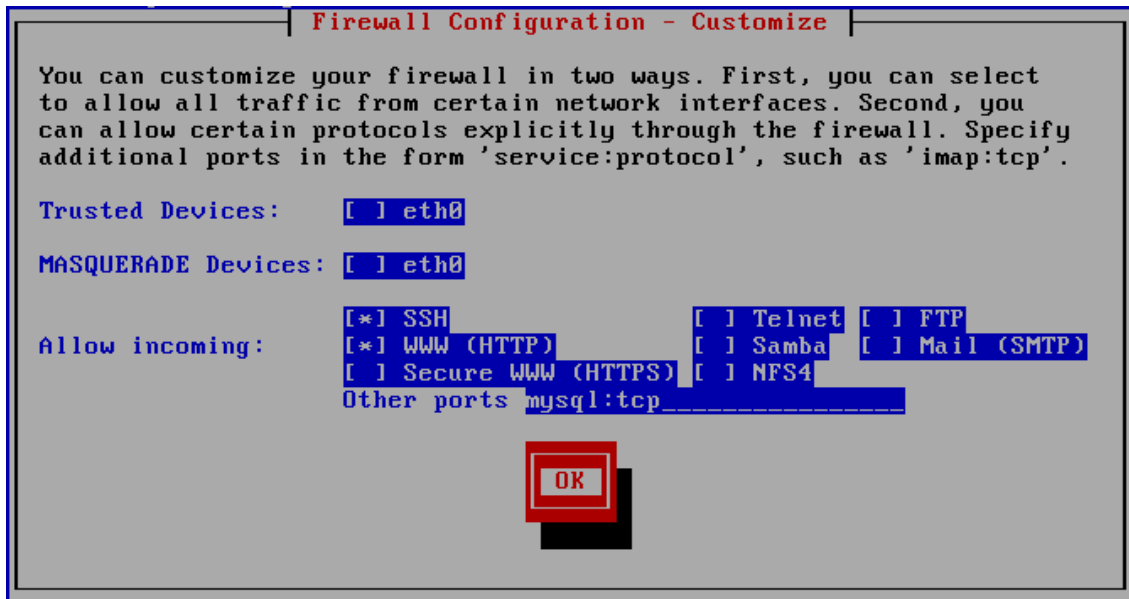 Firewall Configuration - Customize
You can customize your firewall in two ways. First, you can select
to allow all traffic from certain network interfaces. Second, you
can allow certain protocols explicitly through the firewall. Specify
additional ports in the form 'service:protocol', such as 'imap:tcp'.
Trusted Devices: [ ] eth0
MASQUERADE Devices: [ ] eth0
[*] SSH [ ] Telnet [ ] FTP
Allow incoming: [*] WWW (HTTP) [ ] Samba [ ] Mail (SMTP)
[ ] Secure WWW (HTTPS) [ ] NFS4
Other ports mysql:tcp________________
OK